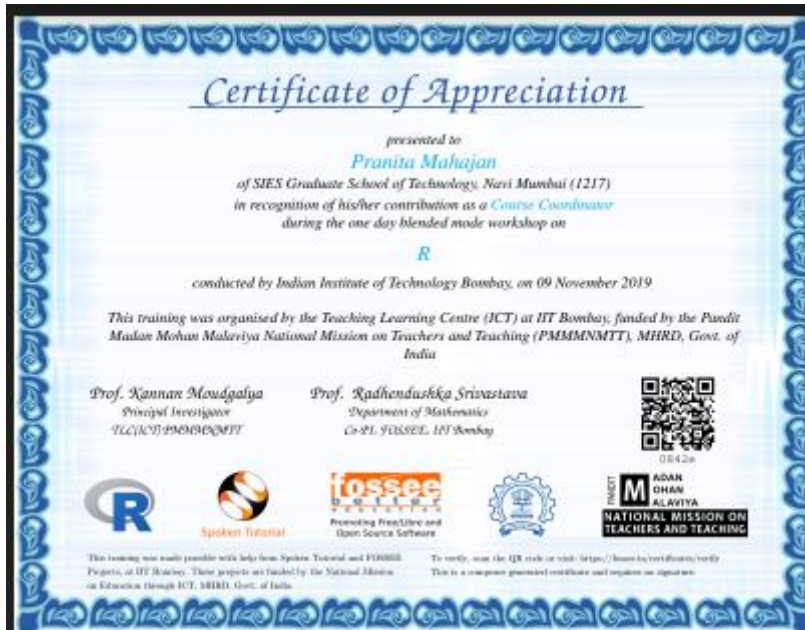 Certificate of Appreciation
presented to
Pranita Mahajan
of SIES Graduate School of Technology, Navi Mumbai (1217)
in recognition of his/her contribution as a Course Coordinator
during the one day blended mode workshop on
R
conducted by Indian Institute of Technology Bombay, on 09 November 2019
This training was organised by the Teaching Learning Centre (ICT) at IIT Bombay, funded by the Pandit
Madan Mohan Malaviya National Mission on Teachers and Teaching (PMMMNMTT), MHRD, Govt. of
India
Prof. Kannan Moudgalya
Principal Investigator
TLC(ICT) PMMMNMTT
Prof. Radhendushka Srivastava
Department of Mathematics
Co-PI, FOSSEE, IIT Bombay
0842e
R
Spoken Tutorial
fossee
better
education
Promoting Free/Libre and
Open Source Software
PANDIT
MADAN
MOHAN
MALAVIYA
NATIONAL MISSION ON
TEACHERS AND TEACHING
This training was made possible with help from Spoken Tutorial and FOSSEE
Projects, at IIT Bombay. These projects are funded by the National Mission
on Education through ICT, MHRD, Govt. of India.
To verify, scan the QR code or visit: https://
This is a computer generated certificate and requires no signature.